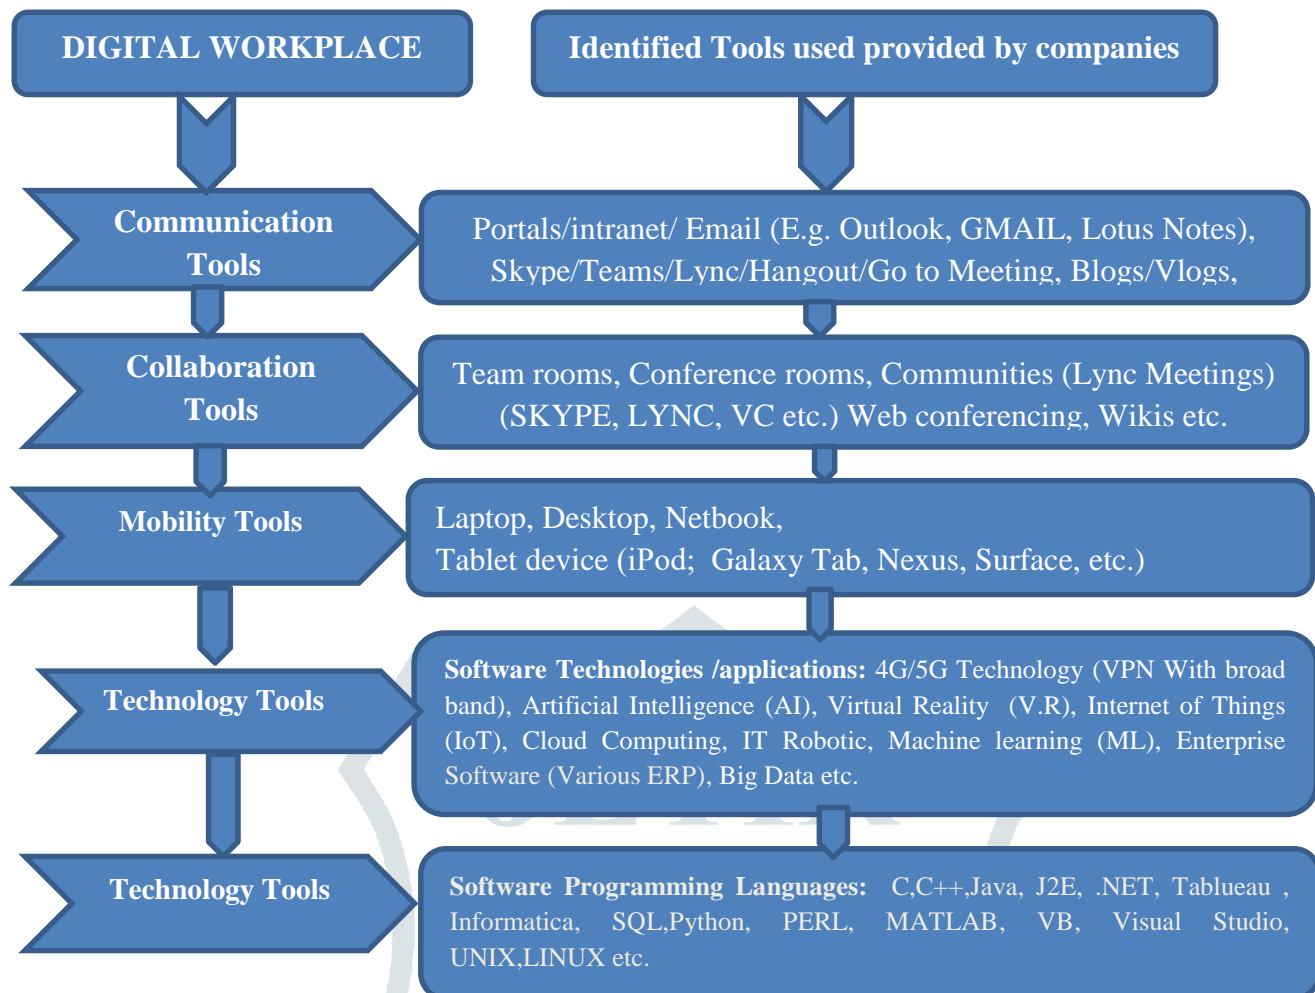 DIGITAL WORKPLACE
Identified Tools used provided by companies
Communication
Tools
Portals/intranet/ Email (E.g. Outlook, GMAIL, Lotus Notes),
Skype/Teams/Lync/Hangout/Go to Meeting, Blogs/Vlogs,
Collaboration
Tools
Team rooms, Conference rooms, Communities (Lync Meetings)
(SKYPE, LYNC, VC etc.) Web conferencing, Wikis etc.
Mobility Tools
Laptop, Desktop, Netbook,
Tablet device (iPod; Galaxy Tab, Nexus, Surface, etc.)
Technology Tools
Software Technologies /applications: 4G/5G Technology (VPN With broad
band), Artificial Intelligence (AI), Virtual Reality (V.R), Internet of Things
(IoT), Cloud Computing, IT Robotic, Machine learning (ML), Enterprise
Software (Various ERP), Big Data etc.
Technology Tools
Software Programming Languages: C,C++,Java, J2E, .NET, Tablueau ,
Informatica, SQL,Python, PERL, MATLAB, VB, Visual Studio,
UNIX,LINUX etc.